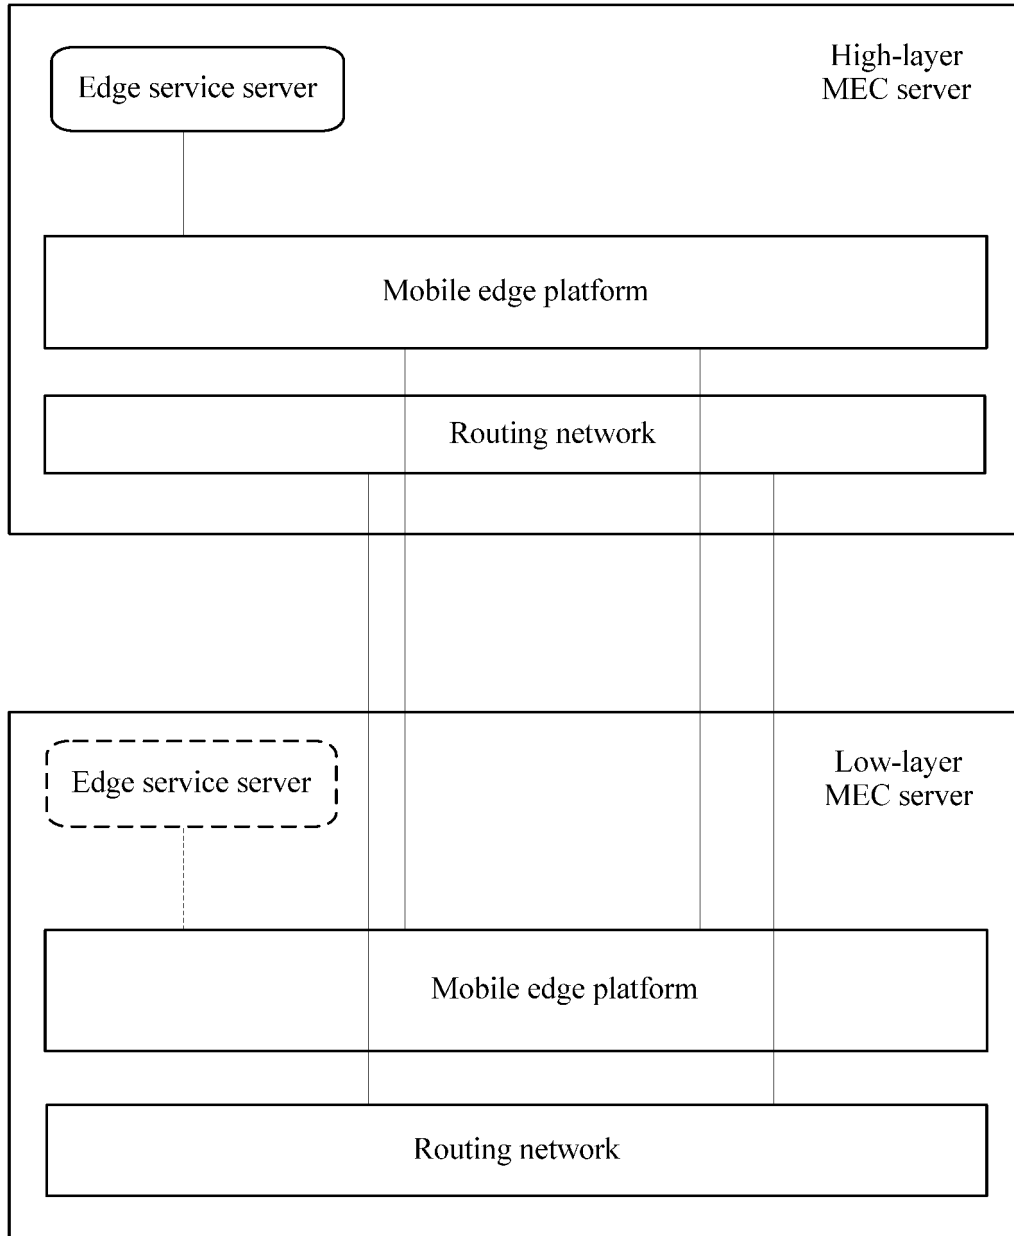 High-layer
MEC server
Edge service server
Mobile edge platform
Routing network
Low-layer
MEC server
Edge service server
Mobile edge platform
Routing network